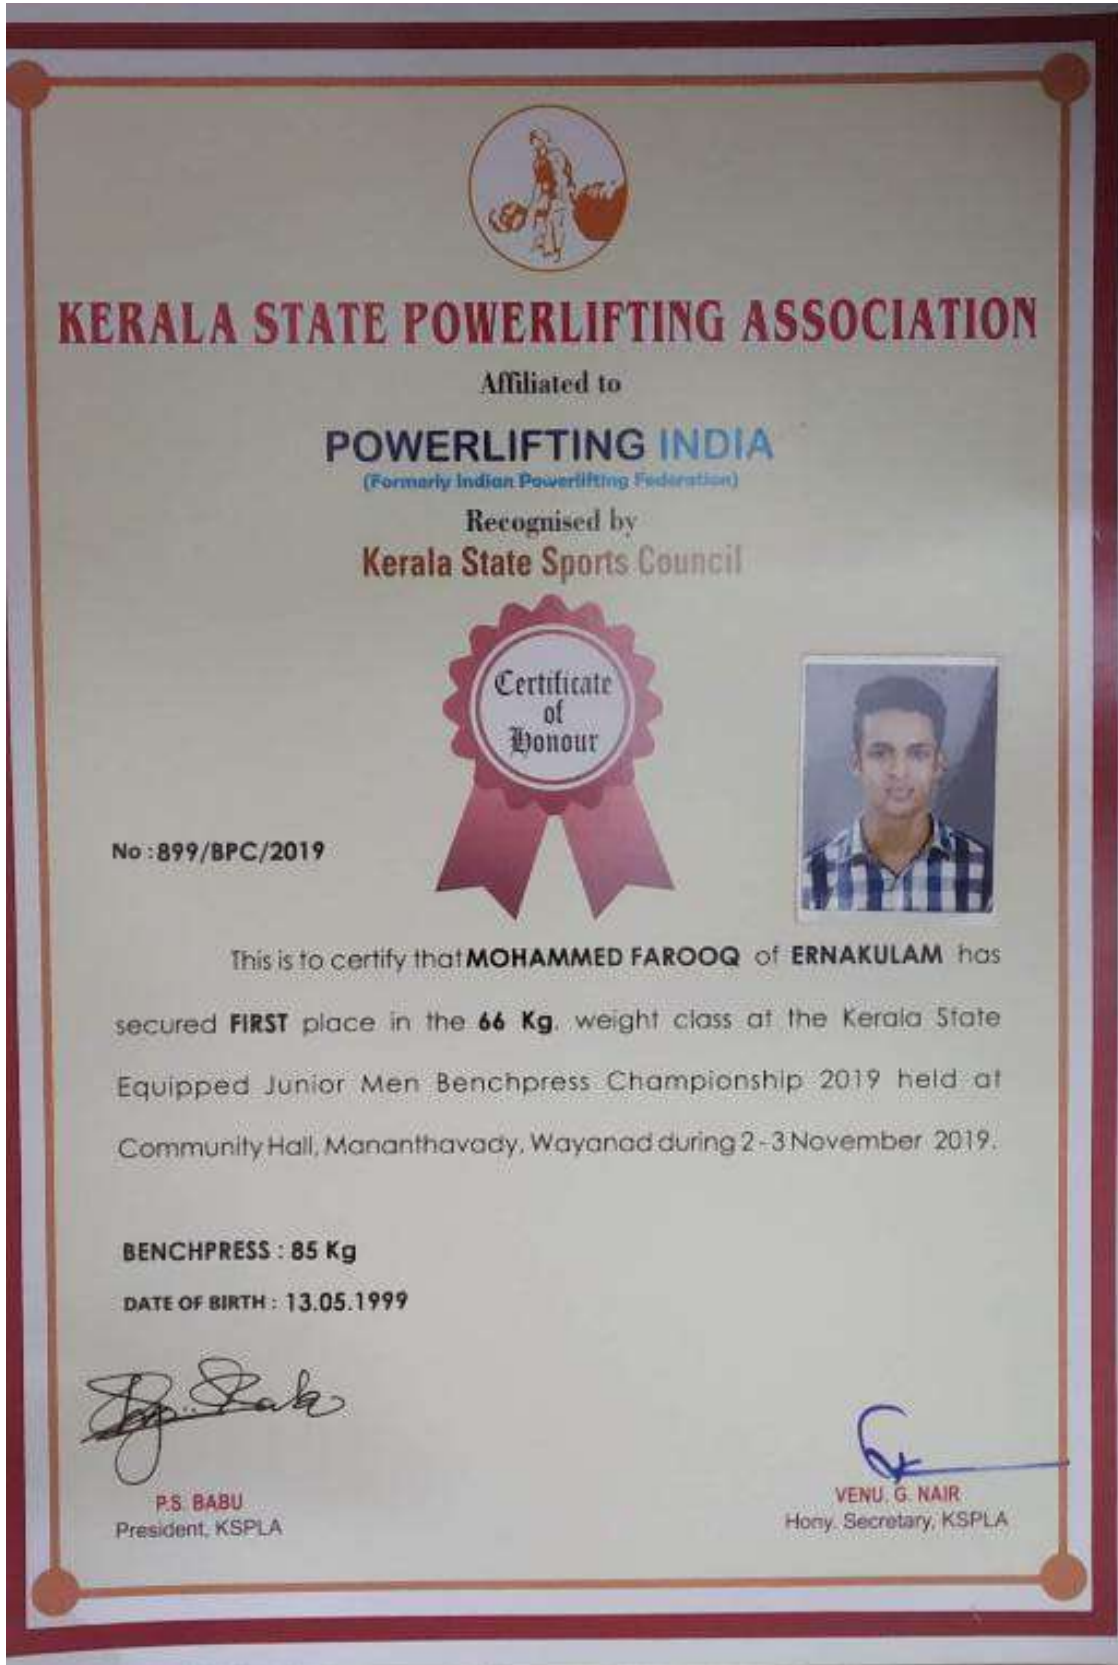 KERALA STATE POWERLIFTING ASSOCIATION
Affiliated to
POWERLIFTING INDIA
(Formerly Indian Powerlifting Federation)
Recognised by
Kerala State Sports Council
Certificate
of
Honour
No : 899/BPC/2019
This is to certify that MOHAMMED FAROOQ of ERNAKULAM has
secured FIRST place in the 66 Kg. weight class at the Kerala State
Equipped Junior Men Benchpress Championship 2019 held at
Community Hall, Mananthavady, Wayanad during 2 - 3 November 2019.
BENCHPRESS : 85 Kg
DATE OF BIRTH : 13.05.1999
P.S. BABU
President, KSPLA
VENU. G. NAIR
Hony. Secretary, KSPLA